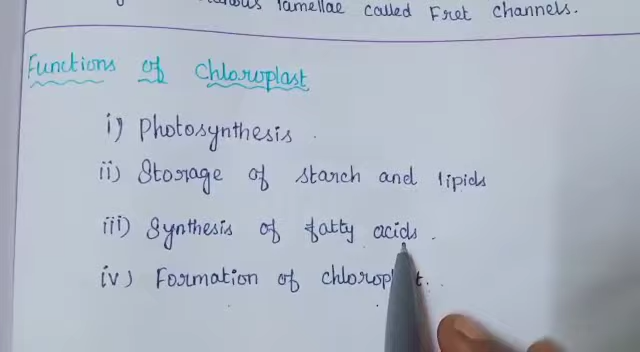 lamellae called Fret channels.
Functions of Chloroplast
i) Photosynthesis.
ii) Storage of starch and lipids
iii) Synthesis of fatty acids.
iv) Formation of